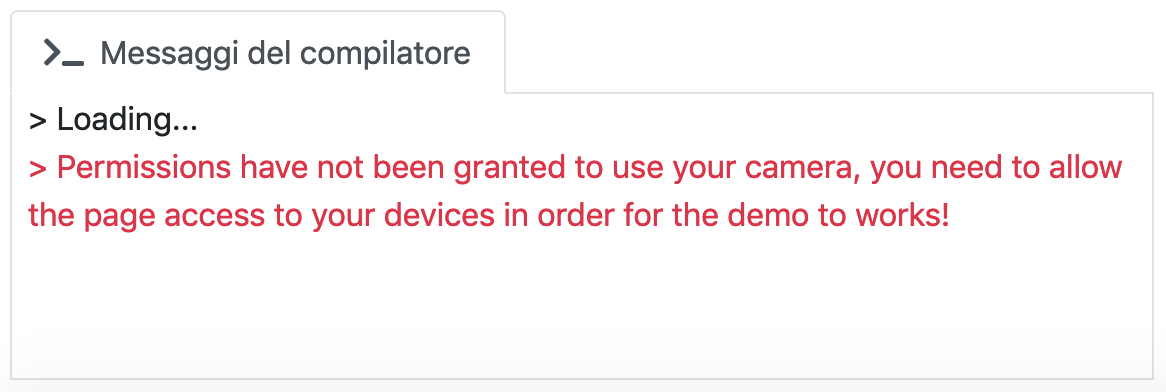 Messaggi del compilatore
> Loading...
> Permissions have not been granted to use your camera, you need to allow
the page access to your devices in order for the demo to works!